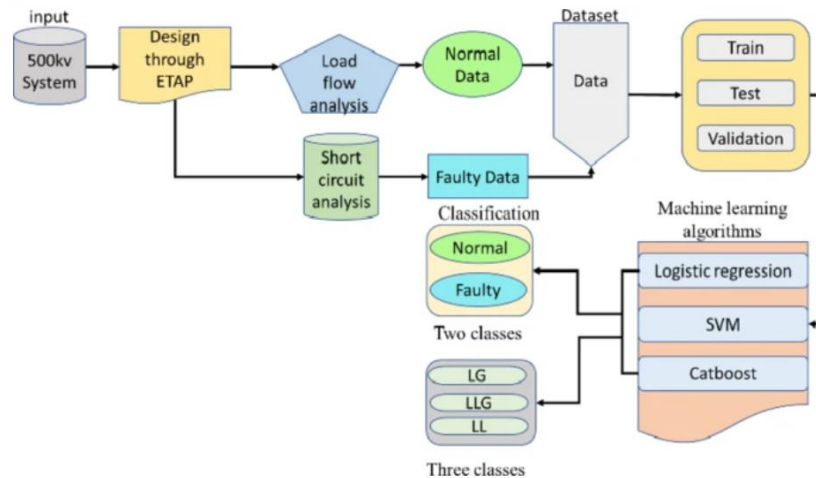 input
500kv
System
Design
through
ETAP
Load
flow
analysis
Normal
Data
Dataset
Data
Train
Test
Validation
Short
circuit
analysis
Faulty Data
Classification
Normal
Faulty
Two classes
LG
LLG
LL
Three classes
Machine learning
algorithms
Logistic regression
SVM
Catboost